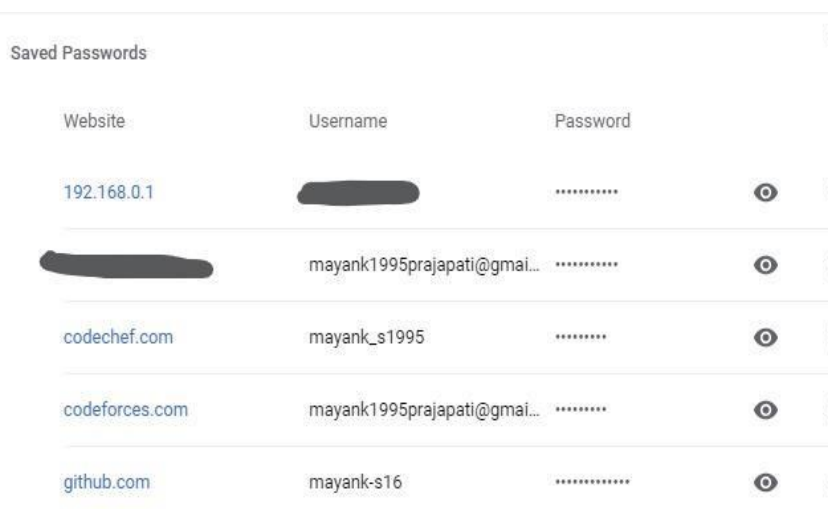 Saved Passwords
Website Username Password
192.168.0.1 •••••••••••
mayank1995prajapati@gmai... •••••••••••
codechef.com mayank_s1995 •••••••••
codeforces.com mayank1995prajapati@gmai... •••••••••
github.com mayank-s16 •••••••••••••